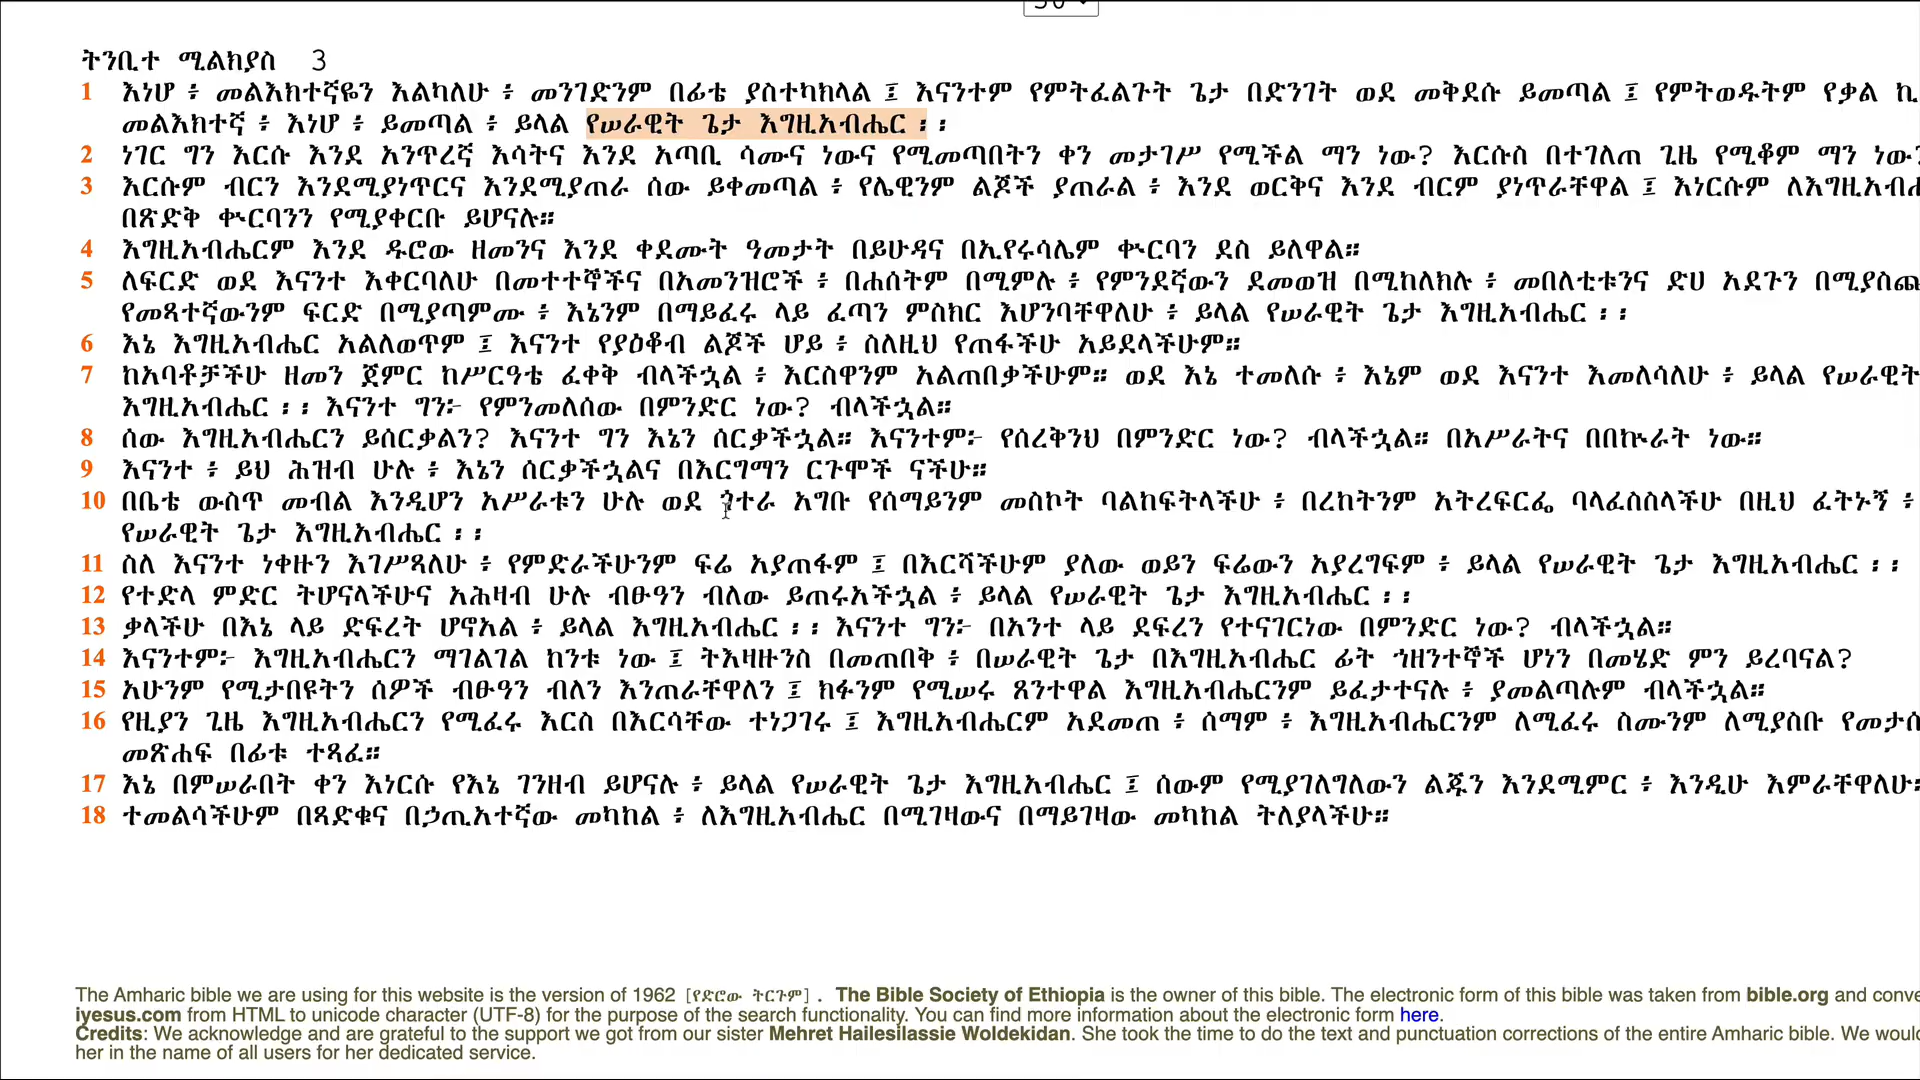 ትንቢተ ሚልክያስ 3
1 እነሆ ፥ መልእክተኛዬን እልካለሁ ፥ መንገድንም በፊቴ ያስተካክላል ፤ እናንተም የምትፈልጉት ጌታ በድንገት ወደ መቅደሱ ይመጣል ፤ የምትወዱትም የቃል
መልእክተኛ ፥ እነሆ ፥ ይመጣል ፥ ይላል የሠራዊት ጌታ እግዚአብሔር ፡ ፡
2 ነገር ግን እርሱ እንደ አንጥረኛ እሳትና እንደ አጣቢ ሳሙና ነውና የሚመጣበትን ቀን መታገሥ የሚችል ማን ነው? እርሱስ በተገለጠ ጊዜ የሚቆም ማን ነው?
3 እርሱም ብርን እንደሚያነጥርና እንደሚያጠራ ሰው ይቀመጣል ፥ የሌዊንም ልጆች ያጠራል ፥ እንደ ወርቅና እንደ ብርም ያነጥራቸዋል ፤ እነርሱም
በጽድቅ ቍርባንን የሚያቀርቡ ይሆናሉ።
4 እግዚአብሔርም እንደ ዱሮው ዘመንና እንደ ቀደሙት ዓመታት በይሁዳና በኢየሩሳሌም ቍርባን ደስ ይለዋል።
5 ለፍርድ ወደ እናንተ እቀርባለሁ በመተተኞችና በአመንዝሮች ፥ በሐሰትም በሚምሉ ፥ የምንደኛውን ደመወዝ በሚከለክሉ ፥ መበለቲቱንና ድሀ አደጉን
የመጻተኛውንም ፍርድ በሚያጣምሙ ፥ እኔንም በማይፈሩ ላይ ፈጣን ምስክር እሆንባቸዋለሁ ፥ ይላል የሠራዊት ጌታ እግዚአብሔር ፡ ፡
6 እኔ እግዚአብሔር አልለወጥም ፤ እናንተ የያዕቆብ ልጆች ሆይ ፥ ስለዚህ የጠፋችሁ አይደላችሁም።
7 ከአባቶቻችሁ ዘመን ጀምር ከሥርዓቴ ፈቀቅ ብላችኋል ፥ እርስዋንም አልጠበቃችሁም። ወደ እኔ ተመለሱ ፥ እኔም ወደ እናንተ እመለሳለሁ ፥ ይላል የሠራዊት
እግዚአብሔር ፡ ፡ እናንተ ግን፦ የምንመለሰው በምንድር ነው? ብላችኋል።
8 ሰው እግዚአብሔርን ይሰርቃልን? እናንተ ግን እኔን ሰርቃችኋል። እናንተም፦ የሰረቅንህ በምንድር ነው? ብላችኋል። በአሥራትና በበኵራት ነው።
9 እናንተ ፥ ይህ ሕዝብ ሁሉ ፥ እኔን ሰርቃችኋልና በእርግማን ርጉሞች ናችሁ።
10 በቤቴ ውስጥ መብል እንዲሆን አሥራቱን ሁሉ ወደ ጎተራ አግቡ የሰማይንም መስኮት ባልከፍትላችሁ ፥ በረከትንም አትረፍርፌ ባላፈስስላችሁ በዚህ ፈትኑኝ ፥
የሠራዊት ጌታ እግዚአብሔር ፡ ፡
11 ስለ እናንተ ነቀዙን እገሥጻለሁ ፥ የምድራችሁንም ፍሬ አያጠፋም ፤ በእርሻችሁም ያለው ወይን ፍሬውን አያረግፍም ፥ ይላል የሠራዊት ጌታ እግዚአብሔር ፡ ፡
12 የተድላ ምድር ትሆናላችሁና አሕዛብ ሁሉ ብፁዓን ብለው ይጠሩአችኋል ፥ ይላል የሠራዊት ጌታ እግዚአብሔር ፡ ፡
13 ቃላችሁ በእኔ ላይ ድፍረት ሆኖአል ፥ ይላል እግዚአብሔር ፡ ፡ እናንተ ግን፦ በአንተ ላይ ደፍረን የተናገርነው በምንድር ነው? ብላችኋል።
14 እናንተም፦ እግዚአብሔርን ማገልገል ከንቱ ነው ፤ ትእዛዙንስ በመጠበቅ ፥ በሠራዊት ጌታ በእግዚአብሔር ፊት ኀዘንተኞች ሆነን በመሄድ ምን ይረባናል?
15 አሁንም የሚታበዩትን ሰዎች ብፁዓን ብለን እንጠራቸዋለን ፤ ክፋንም የሚሠሩ ጸንተዋል እግዚአብሔርንም ይፈታተናሉ ፥ ያመልጣሉም ብላችኋል።
16 የዚያን ጊዜ እግዚአብሔርን የሚፈሩ እርስ በእርሳቸው ተነጋገሩ ፤ እግዚአብሔርም አደመጠ ፥ ሰማም ፥ እግዚአብሔርንም ለሚፈሩ ስሙንም ለሚያስቡ
መጽሐፍ በፊቱ ተጻፈ።
17 እኔ በምሠራበት ቀን እነርሱ የእኔ ገንዘብ ይሆናሉ ፥ ይላል የሠራዊት ጌታ እግዚአብሔር ፤ ሰውም የሚያገለግለውን ልጁን እንደሚምር ፥ እንዲሁ እምራቸዋለሁ።
18 ተመልሳችሁም በጻድቁና በኃጢአተኛው መካከል ፥ ለእግዚአብሔር በሚገዛውና በማይገዛው መካከል ትለያላችሁ።
The Amharic bible we are using for this website is the version of 1962 [የድሮው ትርጉም] . The Bible Society of Ethiopia is the owner of this bible. The electronic form of this bible was taken from bible.org and
iyesus.com from HTML to unicode character (UTF-8) for the purpose of the search functionality. You can find more information about the electronic form here.
Credits: We acknowledge and are grateful to the support we got from our sister Mehret Hailesilassie Woldekidan. She took the time to do the text and punctuation corrections of the entire Amharic bible. We
her in the name of all users for her dedicated service.